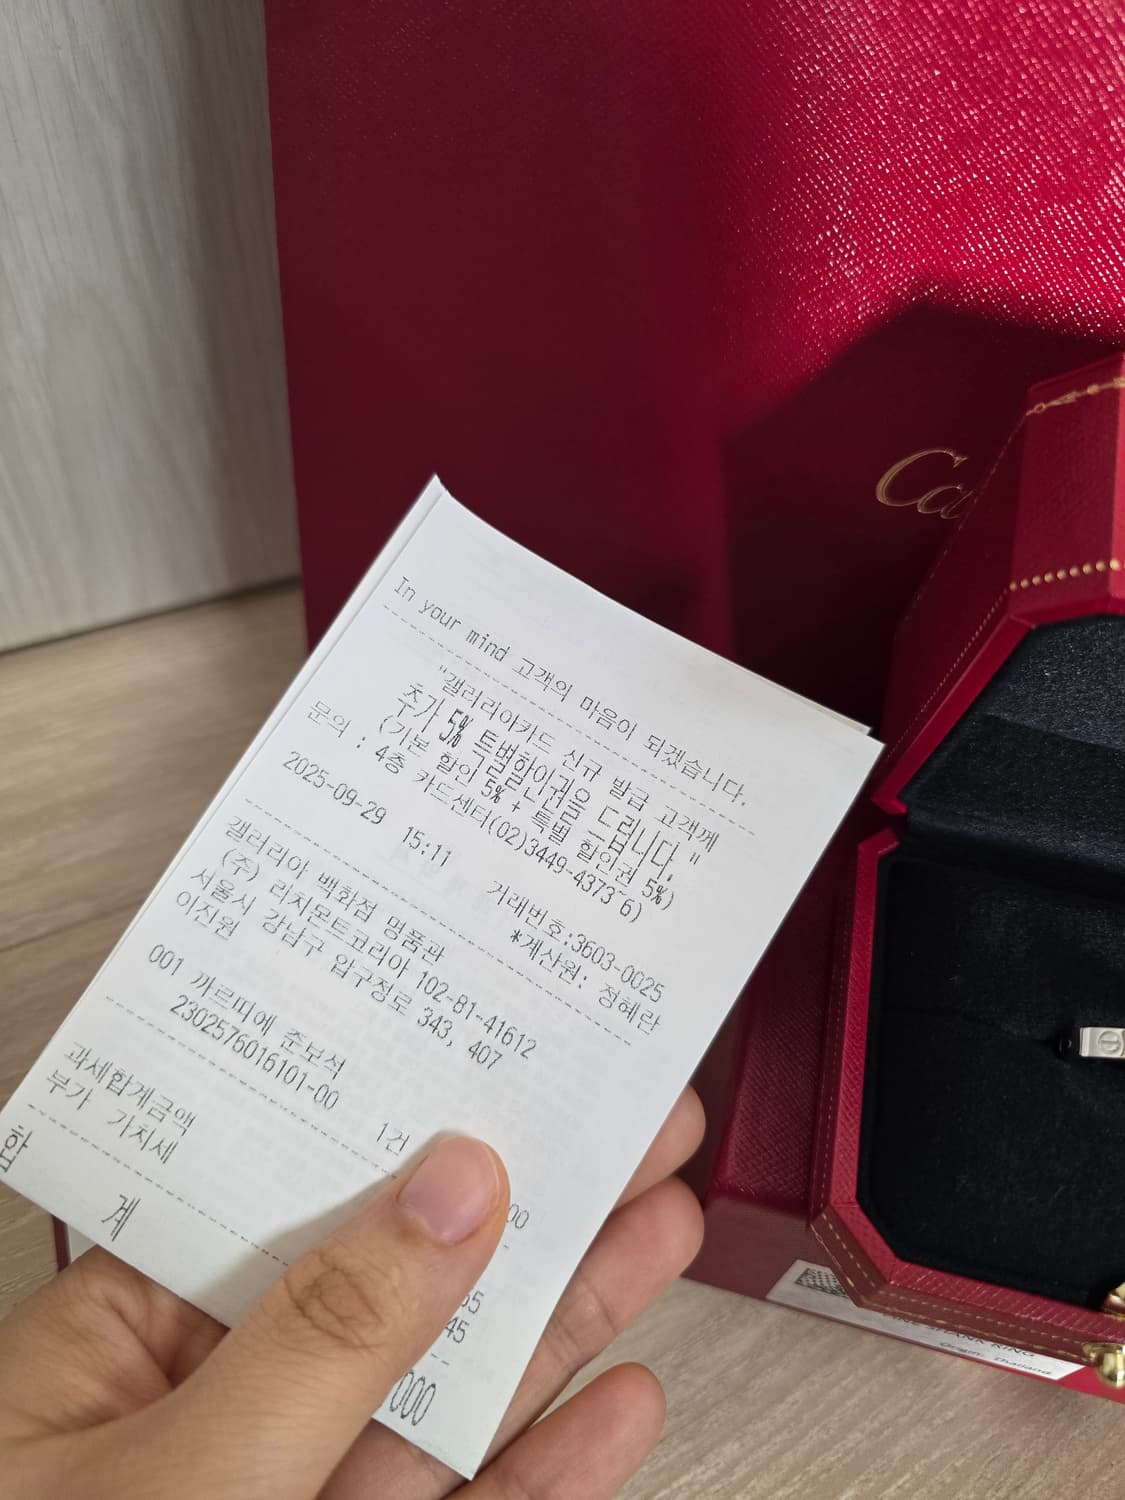 In your mind 고객의 마음이 되겠습니다.
"갤러리아카드 신규 발급 고객께
추가 5% 특별할인권을 드립니다."
(기본 할인 5% + 특별 할인권 5%)
문의 : 4층 카드센터(02)3449-4373~6)
2025-09-29 15:11 거래번호:3603-0025
*계산원: 정혜란
갤러리아 백화점 명품관
(주) 리치몬트코리아 102-81-41612
서울시 강남구 압구정로 343, 407
이진원
001 까르띠에 준보석
2302576016101-00 1건 00
과세합계금액 55
부가 가치세 45
합 계 000
Ca
RING
Origin: Thailand